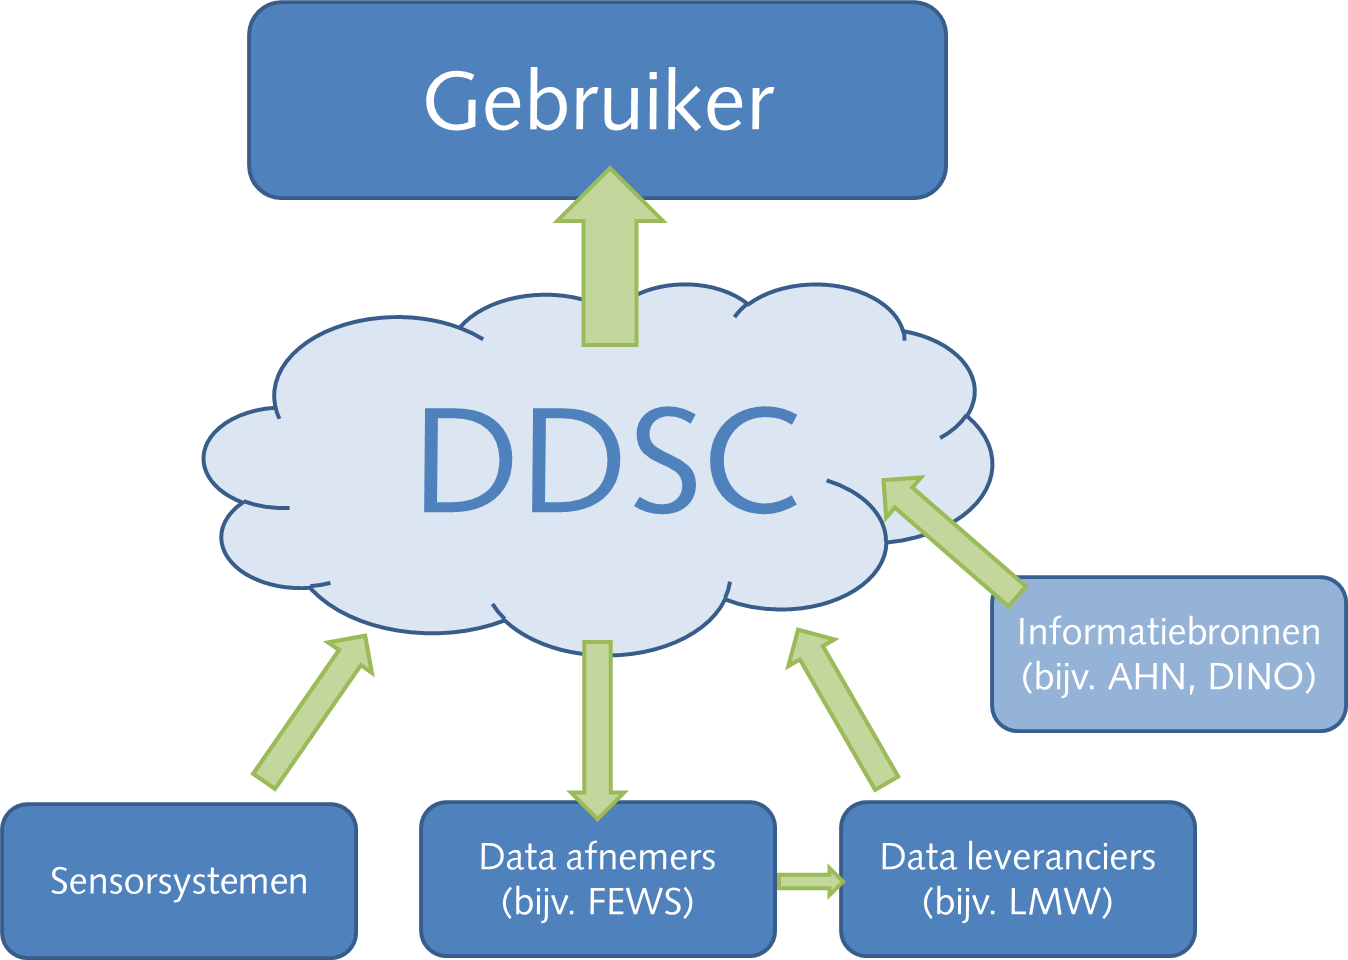 Gebruiker
DDSC
Informatiebronnen
(bijv. AHN, DINO)
Sensorsystemen
Data afnemers
(bijv. FEWS)
Data leveranciers
(bijv. LMW)